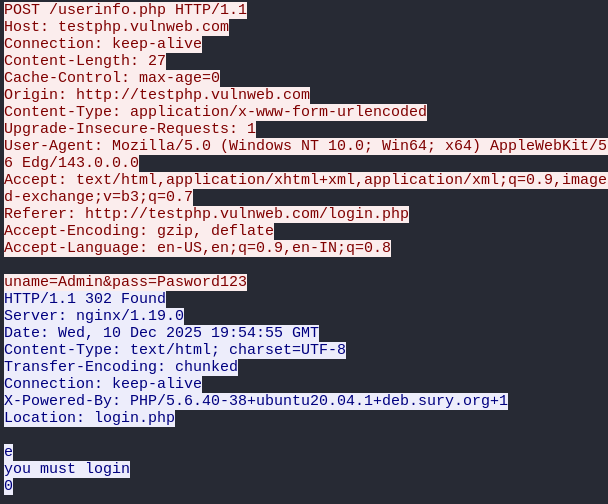 POST /userinfo.php HTTP/1.1
Host: testphp.vulnweb.com
Connection: keep-alive
Content-Length: 27
Cache-Control: max-age=0
Origin: http://testphp.vulnweb.com
Content-Type: application/x-www-form-urlencoded
Upgrade-Insecure-Requests: 1
User-Agent: Mozilla/5.0 (Windows NT 10.0; Win64; x64) AppleWebKit/5
6 Edg/143.0.0.0
Accept: text/html,application/xhtml+xml,application/xml;q=0.9,image
d-exchange;v=b3;q=0.7
Referer: http://testphp.vulnweb.com/login.php
Accept-Encoding: gzip, deflate
Accept-Language: en-US,en;q=0.9,en-IN;q=0.8

uname=Admin&pass=Pasword123
HTTP/1.1 302 Found
Server: nginx/1.19.0
Date: Wed, 10 Dec 2025 19:54:55 GMT
Content-Type: text/html; charset=UTF-8
Transfer-Encoding: chunked
Connection: keep-alive
X-Powered-By: PHP/5.6.40-38+ubuntu20.04.1+deb.sury.org+1
Location: login.php

e
you must login
0